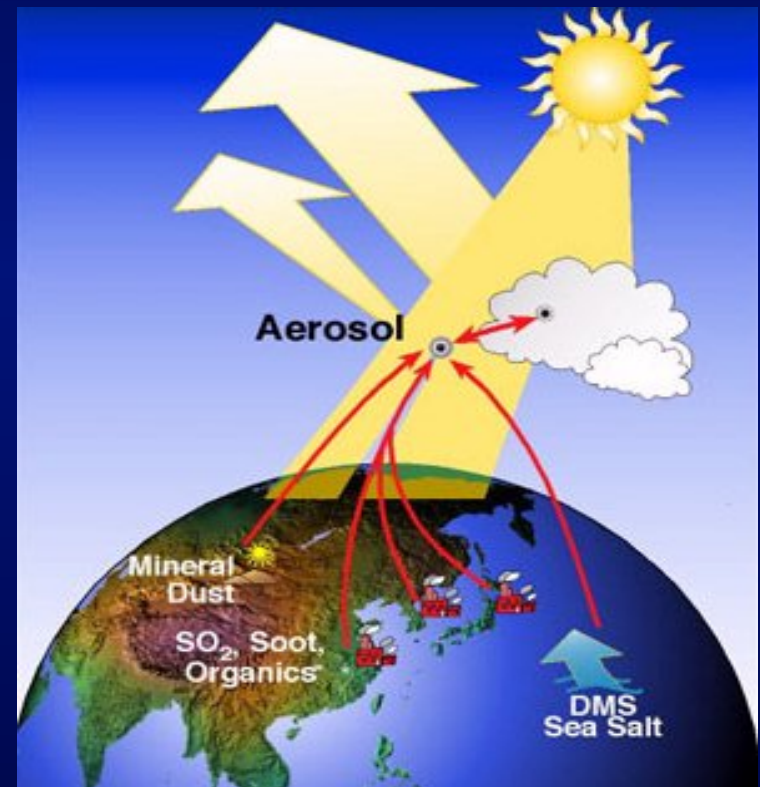 Aerosol
Mineral
Dust
SO₂, Soot,
Organics
DMS
Sea Salt